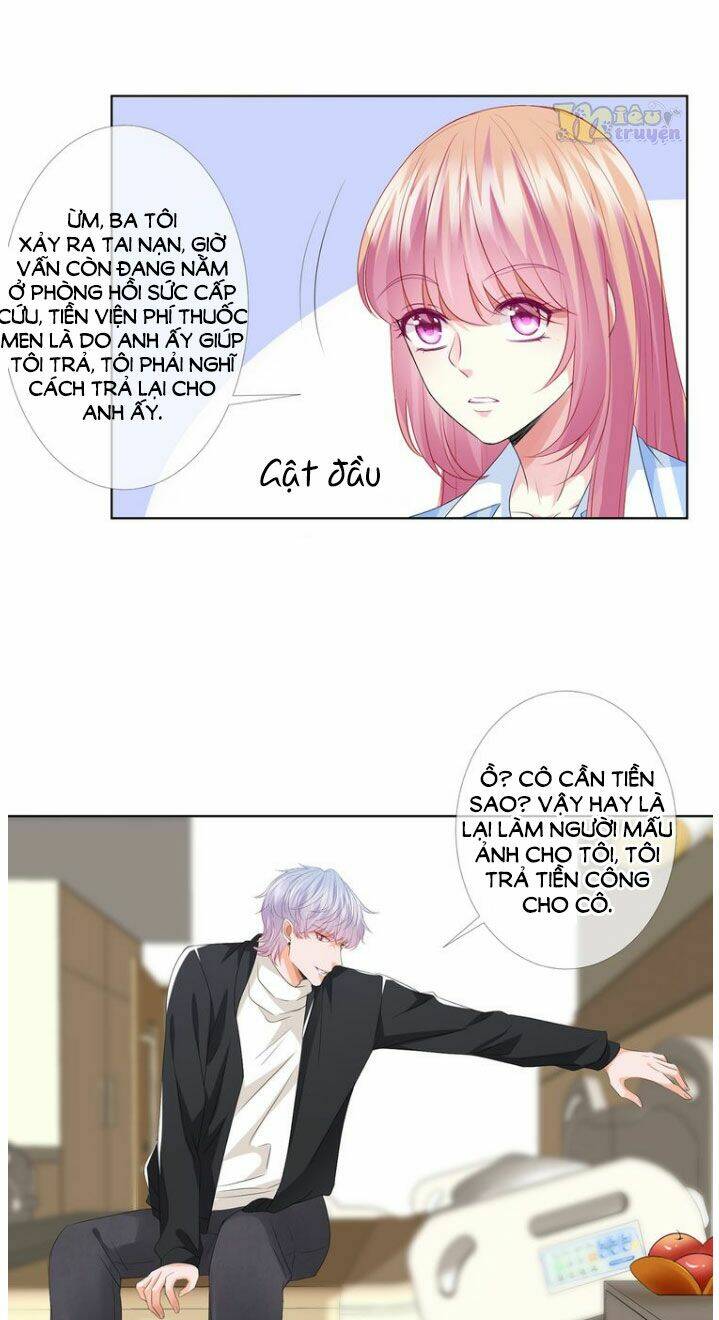 Miêu
truyện
ỪM, BA TÔI
XẢY RA TAI NẠN, GIỜ
VẪN CÒN ĐANG NẰM
Ở PHÒNG HỒI SỨC CẤP
CỨU, TIỀN VIỆN PHÍ THUỐC
MEN LÀ DO ANH ẤY GIÚP
TÔI TRẢ, TÔI PHẢI NGHĨ
CÁCH TRẢ LẠI CHO
ANH ẤY.
Gật đầu
Ồ? CÔ CẦN TIỀN
SAO? VẬY HAY LÀ
LẠI LÀM NGƯỜI MẪU
ẢNH CHO TÔI, TÔI
TRẢ TIỀN CÔNG
CHO CÔ.